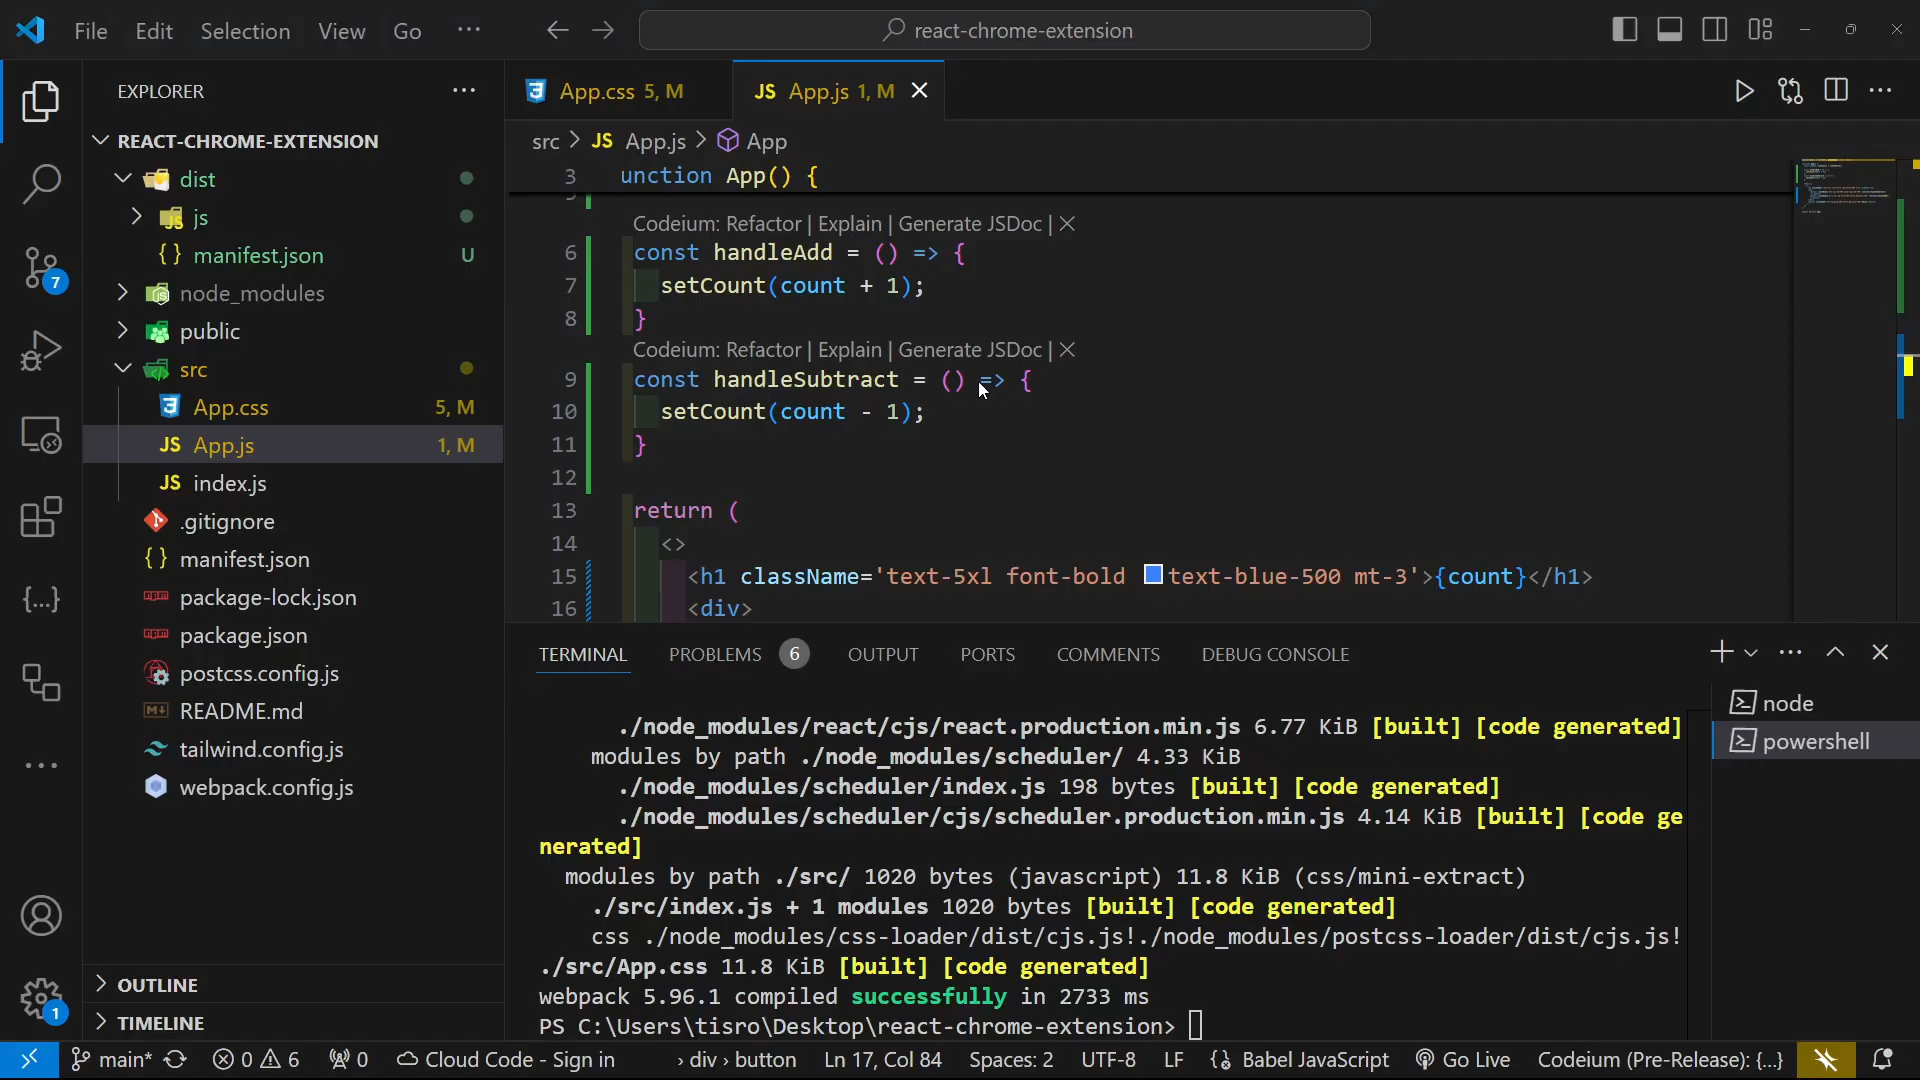 File Edit Selection View Go ··· react-chrome-extension
EXPLORER ···
REACT-CHROME-EXTENSION
dist
js
manifest.json U
node_modules
public
src
App.css 5, M
App.js 1, M
index.js
.gitignore
manifest.json
package-lock.json
package.json
postcss.config.js
README.md
tailwind.config.js
webpack.config.js
OUTLINE
TIMELINE
7
1
App.css 5, M JS App.js 1, M
src > JS App.js > App
3 unction App() {
Codeium: Refactor | Explain | Generate JSDoc | X
6 const handleAdd = () => {
7 setCount(count + 1);
8 }
Codeium: Refactor | Explain | Generate JSDoc | X
9 const handleSubtract = () => {
10 setCount(count - 1);
11 }
12
13 return (
14 <>
15 <h1 className='text-5xl font-bold text-blue-500 mt-3'>{count}</h1>
16 <div>
TERMINAL PROBLEMS 6 OUTPUT PORTS COMMENTS DEBUG CONSOLE
./node_modules/react/cjs/react.production.min.js 6.77 KiB [built] [code generated]
modules by path ./node_modules/scheduler/ 4.33 KiB
./node_modules/scheduler/index.js 198 bytes [built] [code generated]
./node_modules/scheduler/cjs/scheduler.production.min.js 4.14 KiB [built] [code ge
nerated]
modules by path ./src/ 1020 bytes (javascript) 11.8 KiB (css/mini-extract)
./src/index.js + 1 modules 1020 bytes [built] [code generated]
css ./node_modules/css-loader/dist/cjs.js!./node_modules/postcss-loader/dist/cjs.js!
./src/App.css 11.8 KiB [built] [code generated]
webpack 5.96.1 compiled successfully in 2733 ms
PS C:\Users\tisro\Desktop\react-chrome-extension>
node
powershell
main* 0 6 0 Cloud Code - Sign in › div › button Ln 17, Col 84 Spaces: 2 UTF-8 LF {} Babel JavaScript Go Live Codeium (Pre-Release): {...}